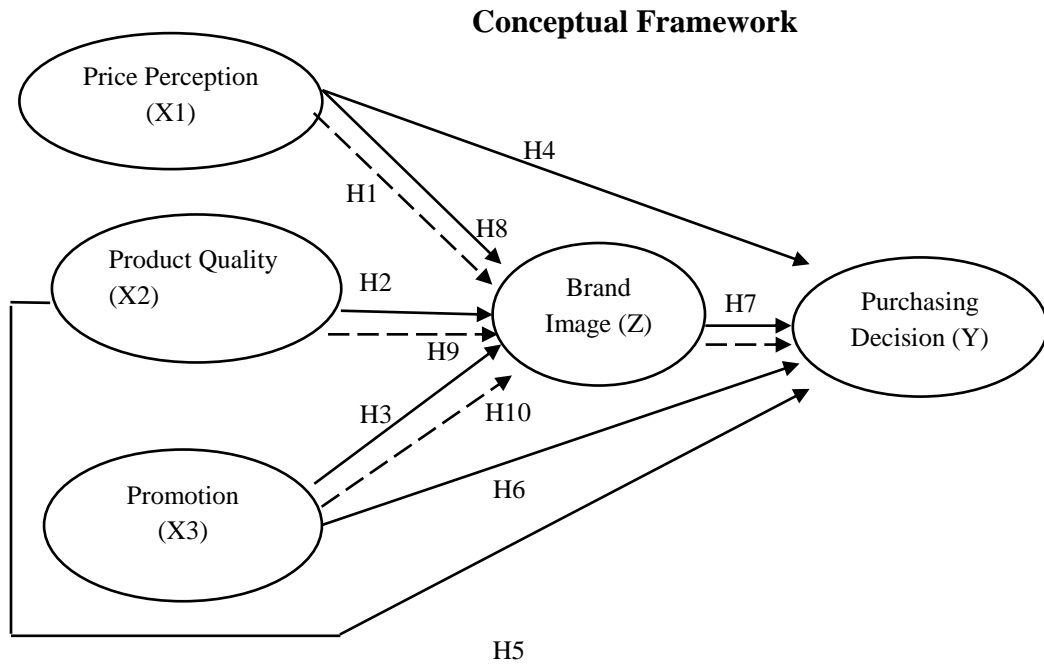 Conceptual Framework
Price Perception
(X1)
H4
H1
H8
Product Quality
(X2)
H2
H9
Brand
Image (Z)
H7
Purchasing
Decision (Y)
H3
H10
Promotion
(X3)
H6
H5